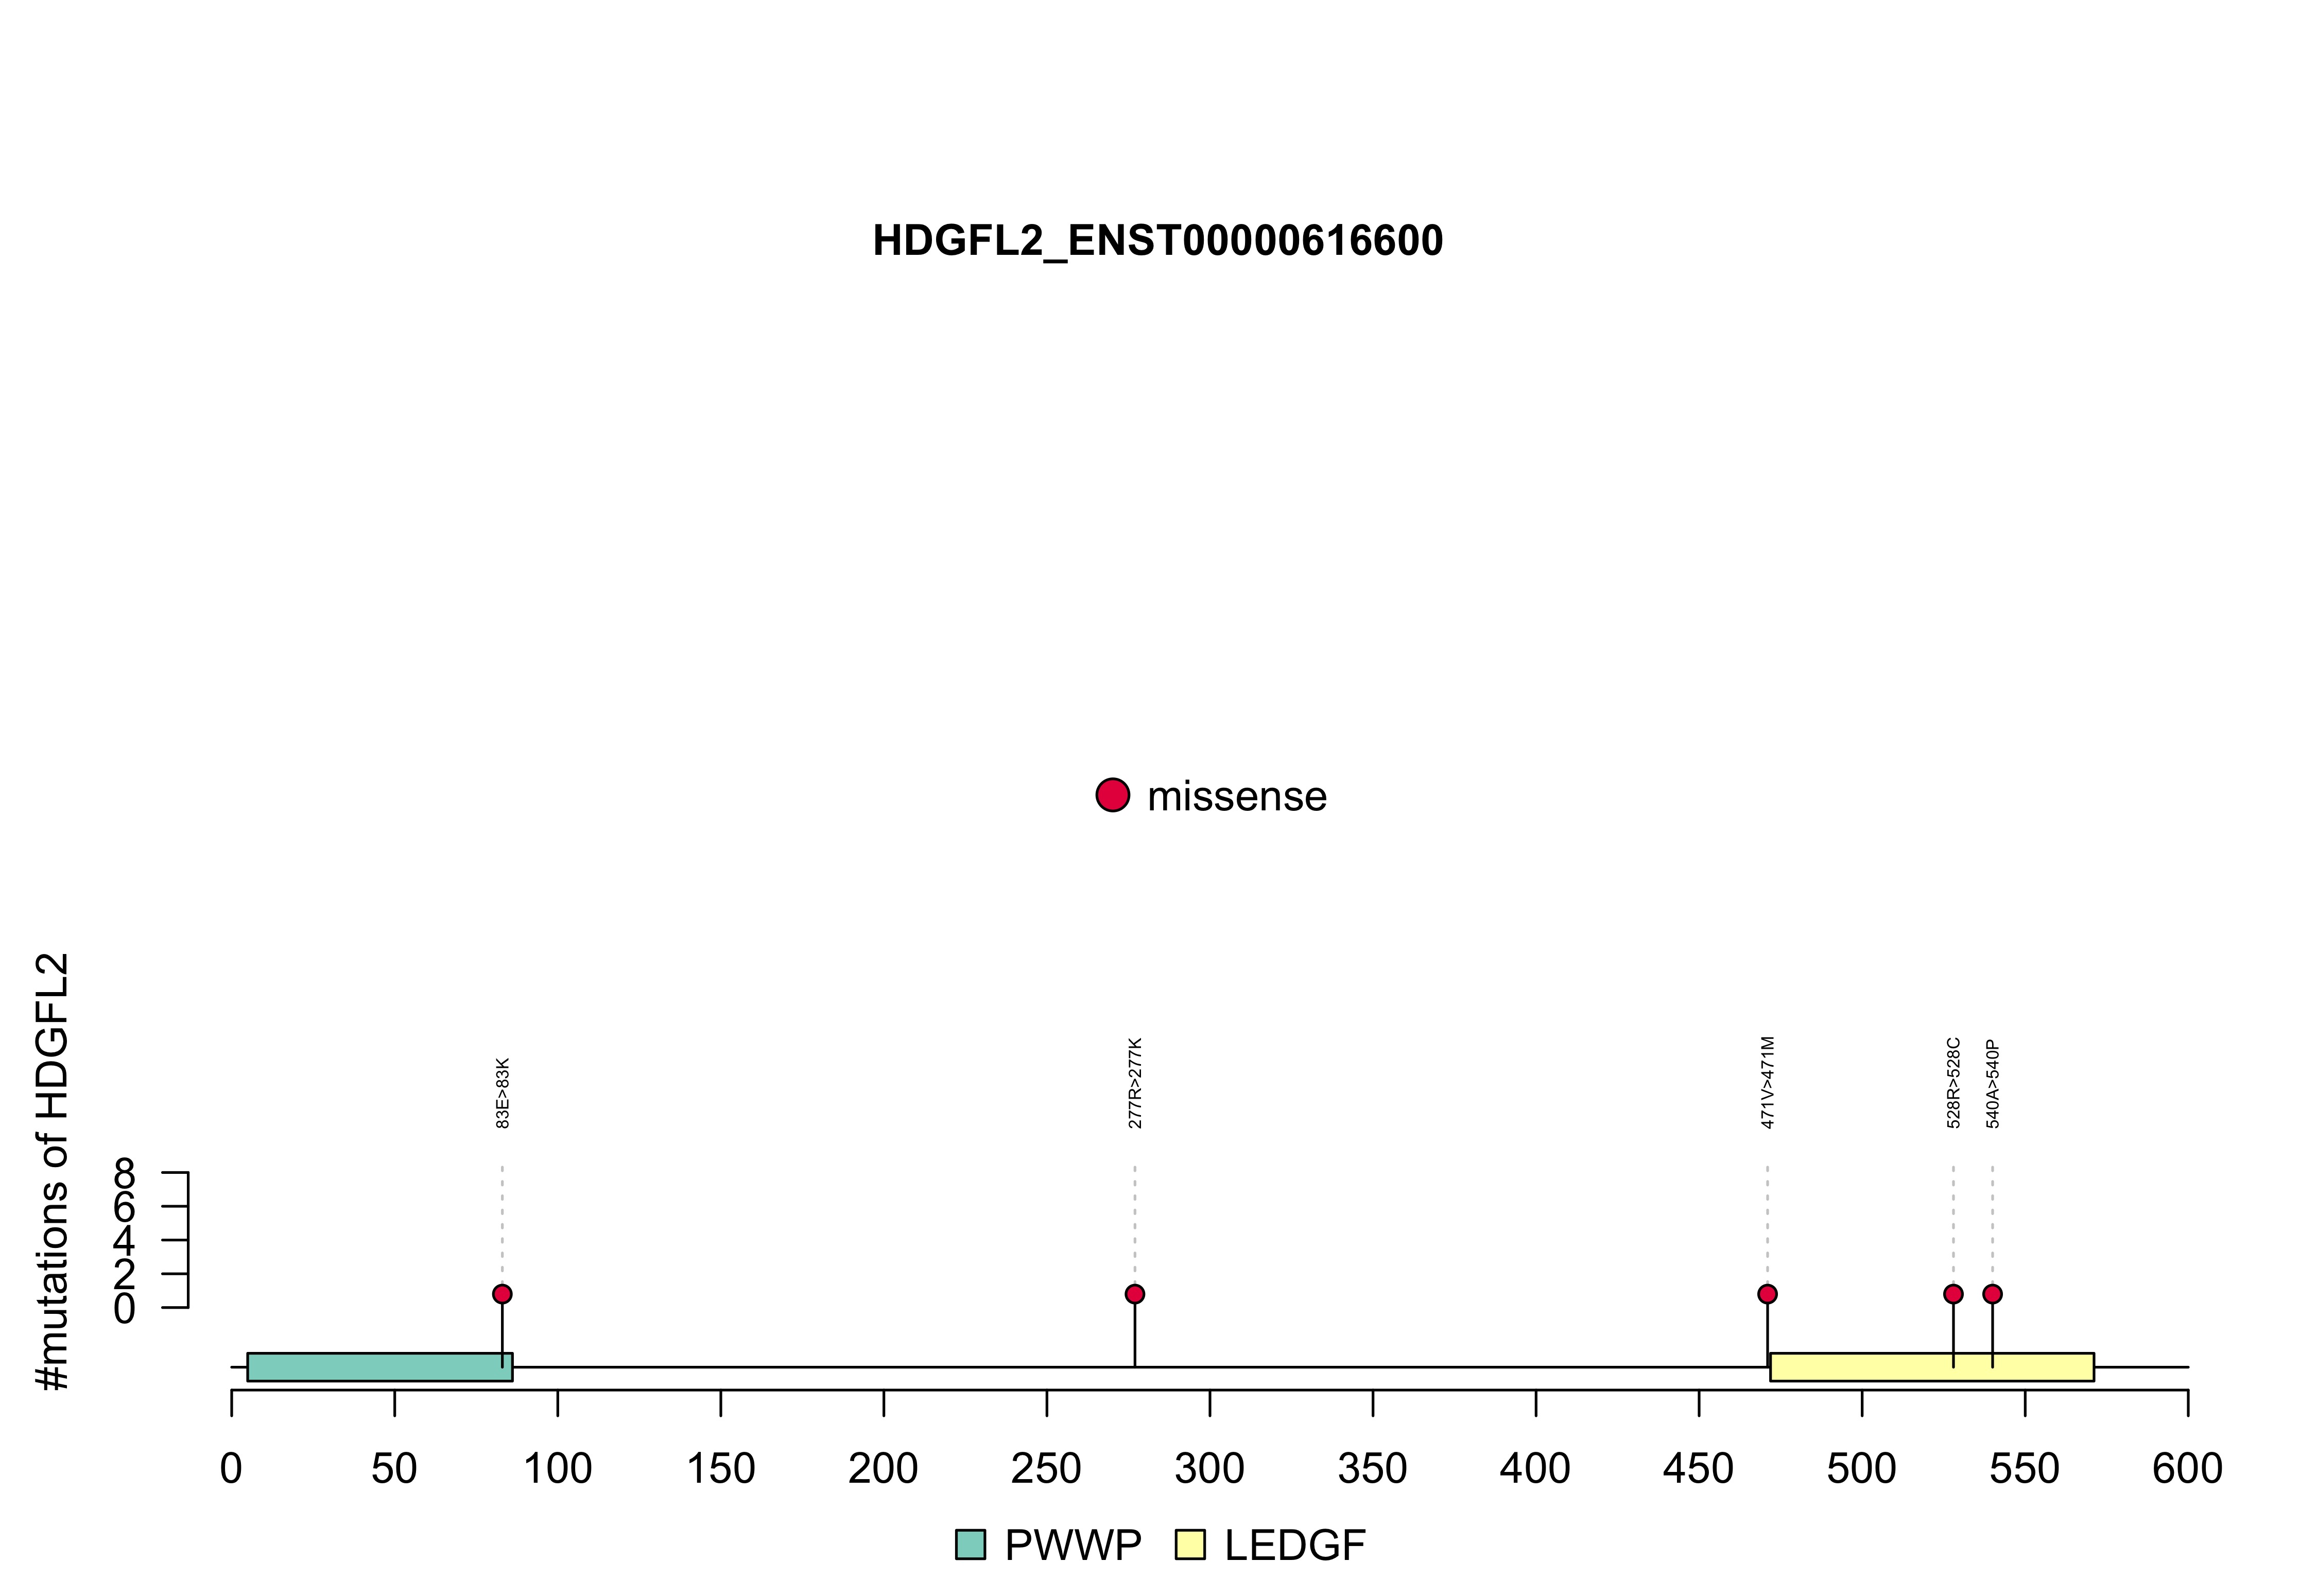 HDGFL2_ENST00000616600
missense
#mutations of HDGFL2
83E>83K
277R>277K
471V>471M
528R>528C
540A>540P
8
6
4
2
0
0 50 100 150 200 250 300 350 400 450 500 550 600
PWWP LEDGF